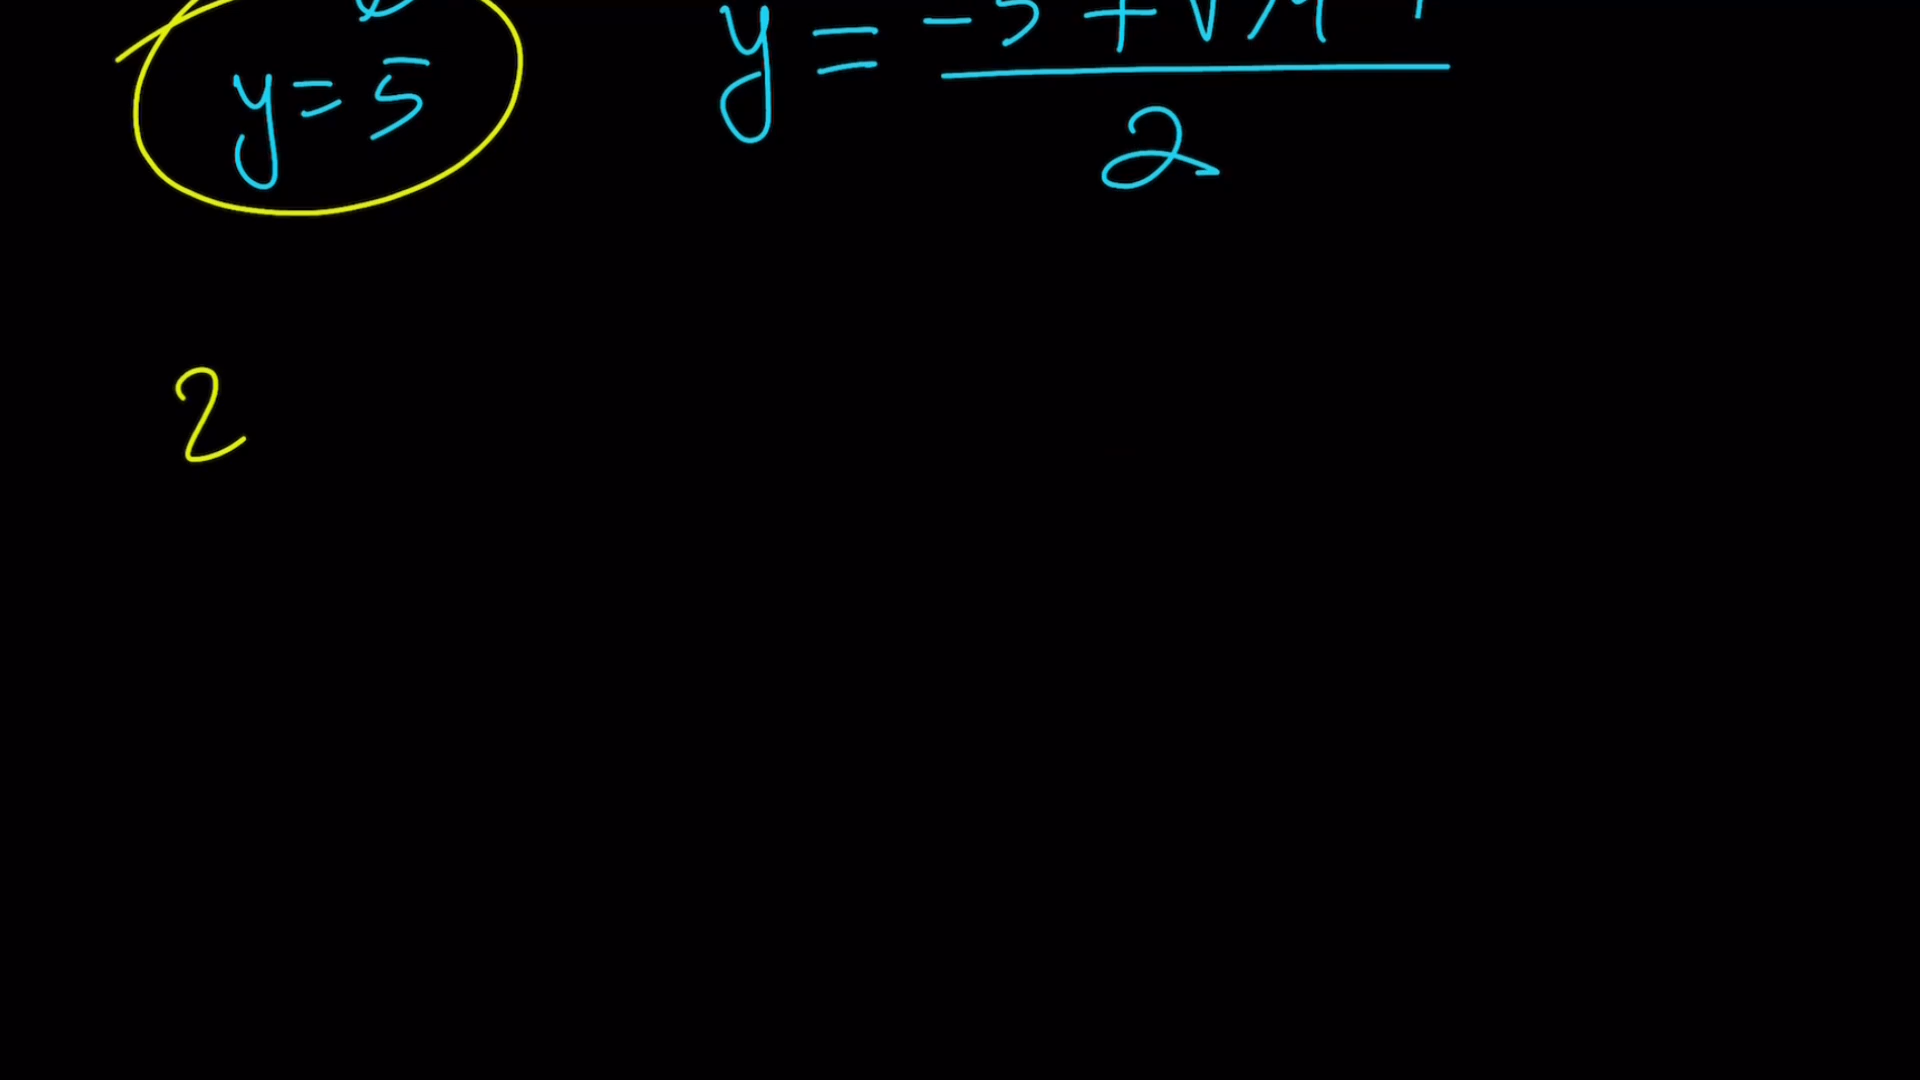 y=5
y = -5 + √
2
2